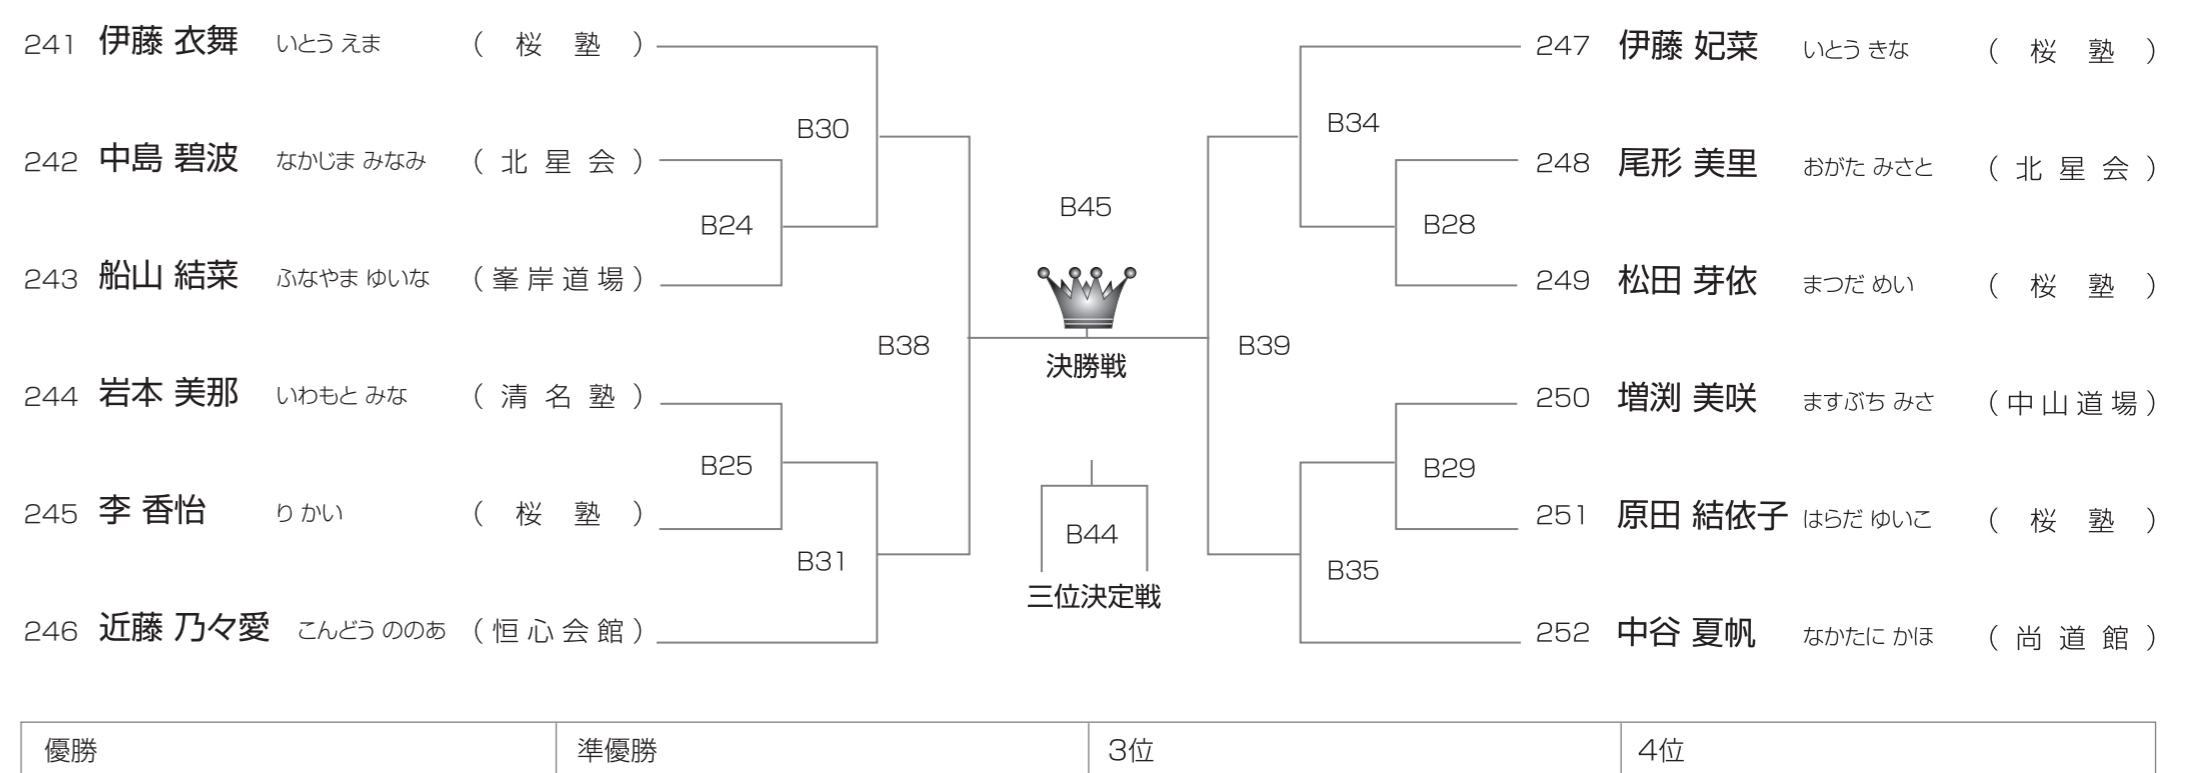 241 伊藤 衣舞 いとう えま ( 桜 塾 )
242 中島 碧波 なかじま みなみ ( 北 星 会 )
243 船山 結菜 ふなやま ゆいな ( 峯 岸 道 場 )
244 岩本 美那 いわもと みな ( 清 名 塾 )
245 李 香怡 り かい ( 桜 塾 )
246 近藤 乃々愛 こんどう ののあ ( 恒 心 会 館 )
B30
B24
B38
B25
B31
B45
決勝戦
B44
三位決定戦
B34
B28
B39
B29
B35
247 伊藤 妃菜 いとう きな ( 桜 塾 )
248 尾形 美里 おがた みさと ( 北 星 会 )
249 松田 芽依 まつだ めい ( 桜 塾 )
250 増渕 美咲 ますぶち みさ ( 中 山 道 場 )
251 原田 結依子 はらだ ゆいこ ( 桜 塾 )
252 中谷 夏帆 なかたに かほ ( 尚 道 館 )
優勝 準優勝 3位 4位